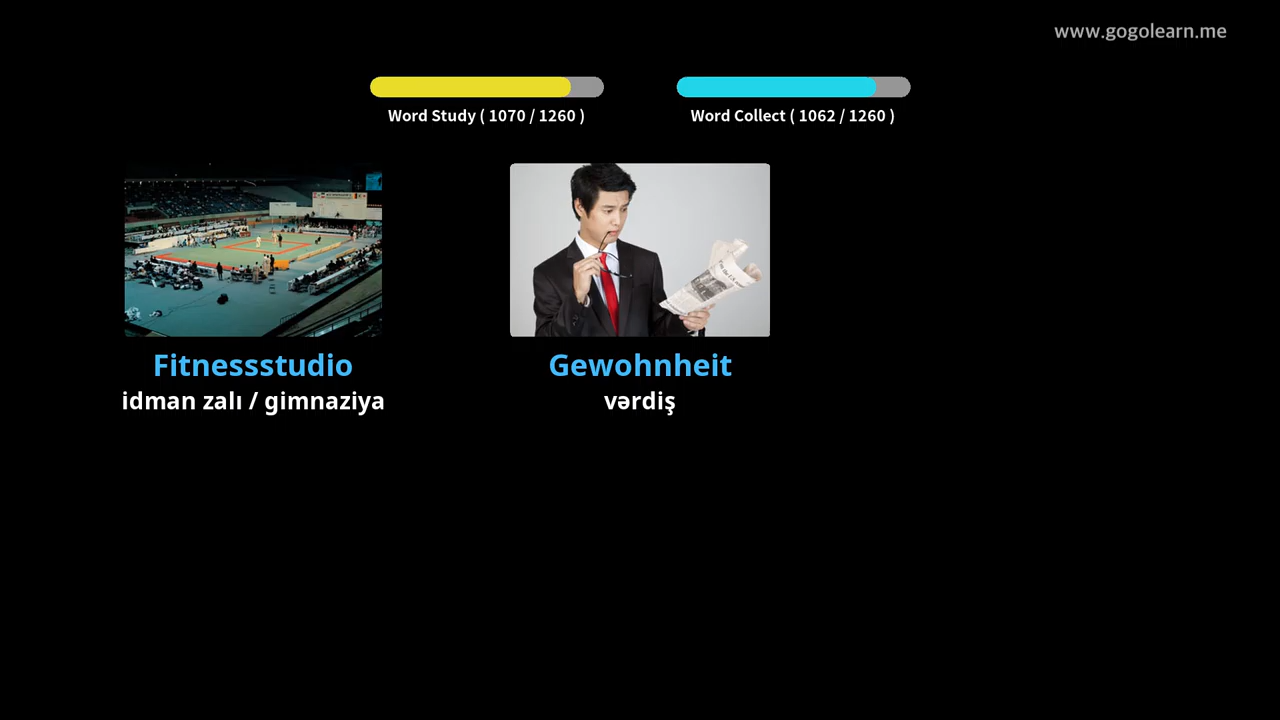 www.gogolearn.me
Word Study ( 1070 / 1260 )
Word Collect ( 1062 / 1260 )
Fitnessstudio
idman zalı / gimnaziya
Gewohnheit
vərdiş